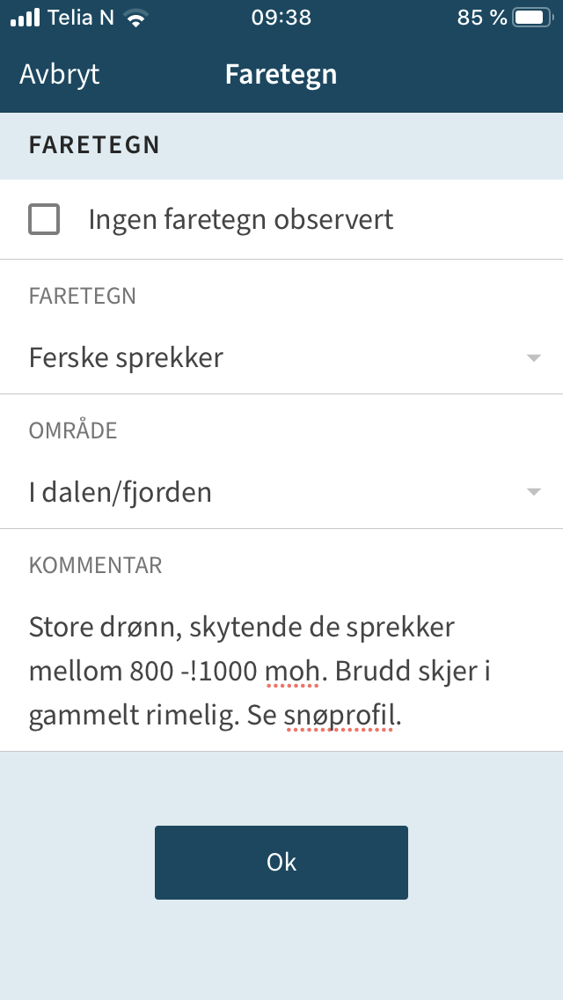 Telia N 09:38 85 %
Avbryt Faretegn
FARETEGN
Ingen faretegn observert
FARETEGN
Ferske sprekker
OMRÅDE
I dalen/fjorden
KOMMENTAR
Store drønn, skytende de sprekker
mellom 800 -!1000 moh. Brudd skjer i
gammelt rimelig. Se snøprofil.
Ok